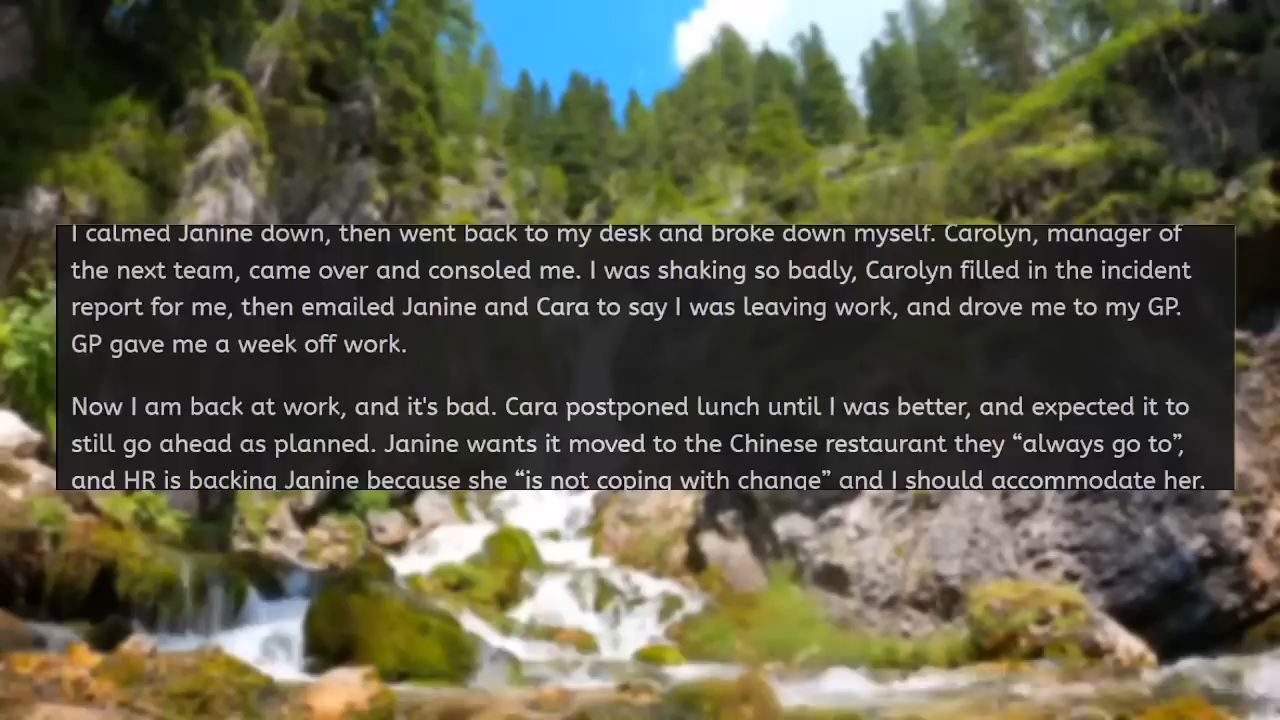 I calmed Janine down, then went back to my desk and broke down myself. Carolyn, manager of
the next team, came over and consoled me. I was shaking so badly, Carolyn filled in the incident
report for me, then emailed Janine and Cara to say I was leaving work, and drove me to my GP.
GP gave me a week off work.
Now I am back at work, and it's bad. Cara postponed lunch until I was better, and expected it to
still go ahead as planned. Janine wants it moved to the Chinese restaurant they “always go to”,
and HR is backing Janine because she “is not coping with change” and I should accommodate her.